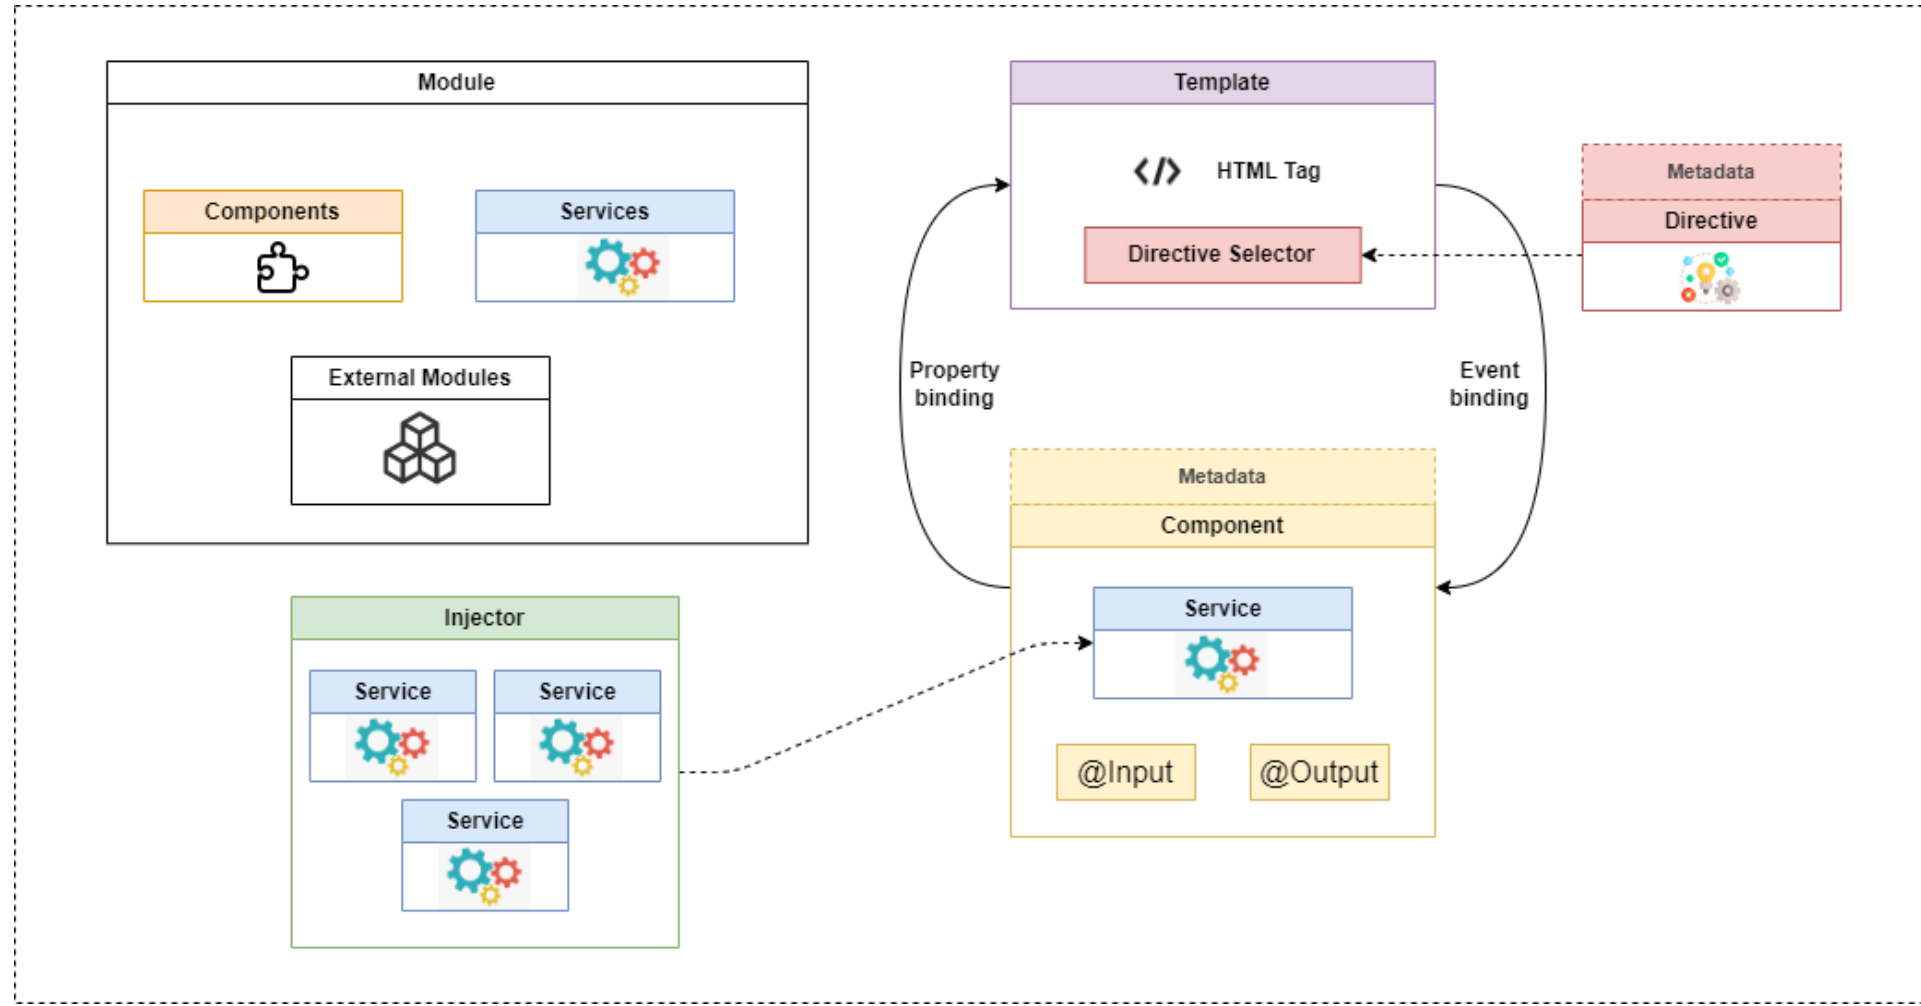 Module
Components
Services
External Modules
Template
</> HTML Tag
Directive Selector
Metadata
Directive
Property
binding
Event
binding
Metadata
Component
Service
@Input
@Output
Injector
Service
Service
Service